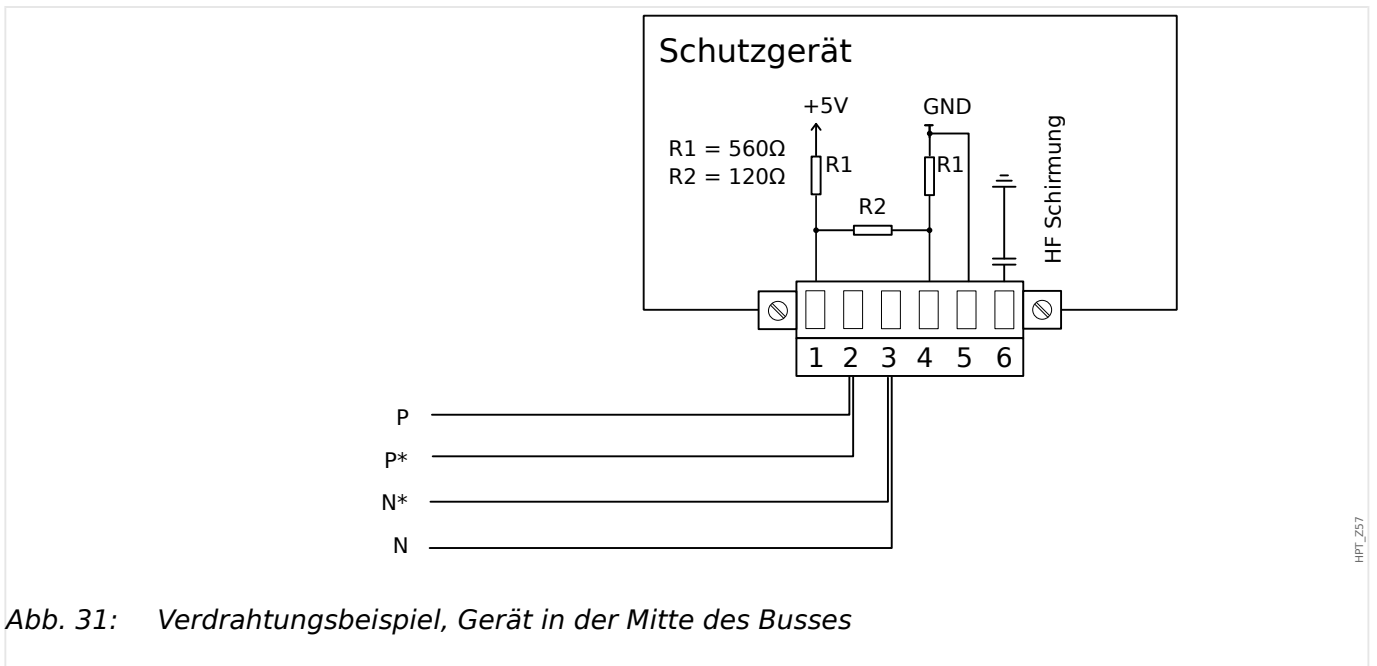 Schutzgerät
+5V
GND
R1 = 560Ω
R2 = 120Ω
R1
R1
R2
HF Schirmung
1 2 3 4 5 6
P
P*
N*
N
HPT_Z57
Abb. 31: Verdrahtungsbeispiel, Gerät in der Mitte des Busses